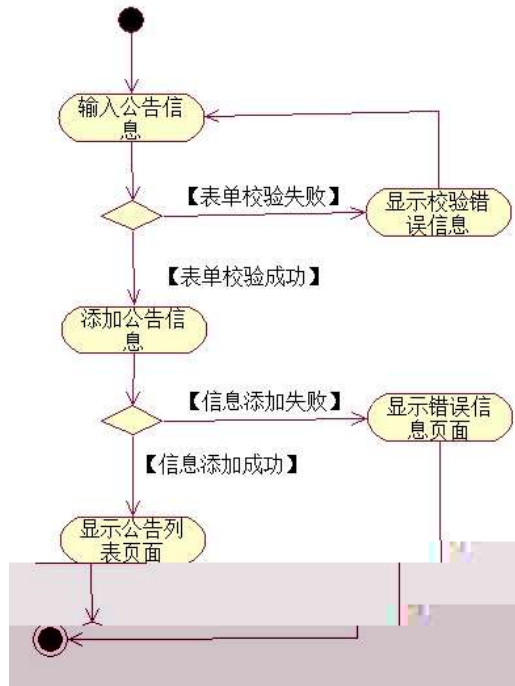 输入公告信
息
【表单校验失败】
显示校验错
误信息
【表单校验成功】
添加公告信
息
【信息添加失败】
显示错误信
息页面
【信息添加成功】
显示公告列
表页面